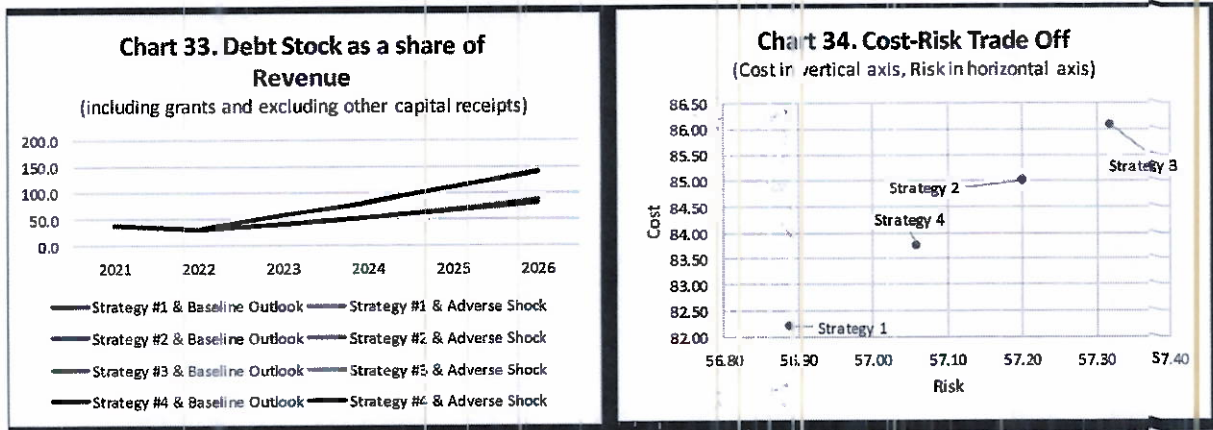 Chart 33. Debt Stock as a share of
Revenue
(including grants and excluding other capital receipts)
200.0
150.0
100.0
50.0
0.0
2021 2022 2023 2024 2025 2026
Strategy #1 & Baseline Outlook Strategy #1 & Adverse Shock
Strategy #2 & Baseline Outlook Strategy #2 & Adverse Shock
Strategy #3 & Baseline Outlook Strategy #3 & Adverse Shock
Strategy #4 & Baseline Outlook Strategy #4 & Adverse Shock
Chart 34. Cost-Risk Trade Off
(Cost in vertical axis, Risk in horizontal axis)
Cost
86.50
86.00
85.50
85.00
84.50
84.00
83.50
83.00
82.50
82.00
Strategy 3
Strategy 2
Strategy 4
Strategy 1
56.80 56.90 57.00 57.10 57.20 57.30 57.40
Risk